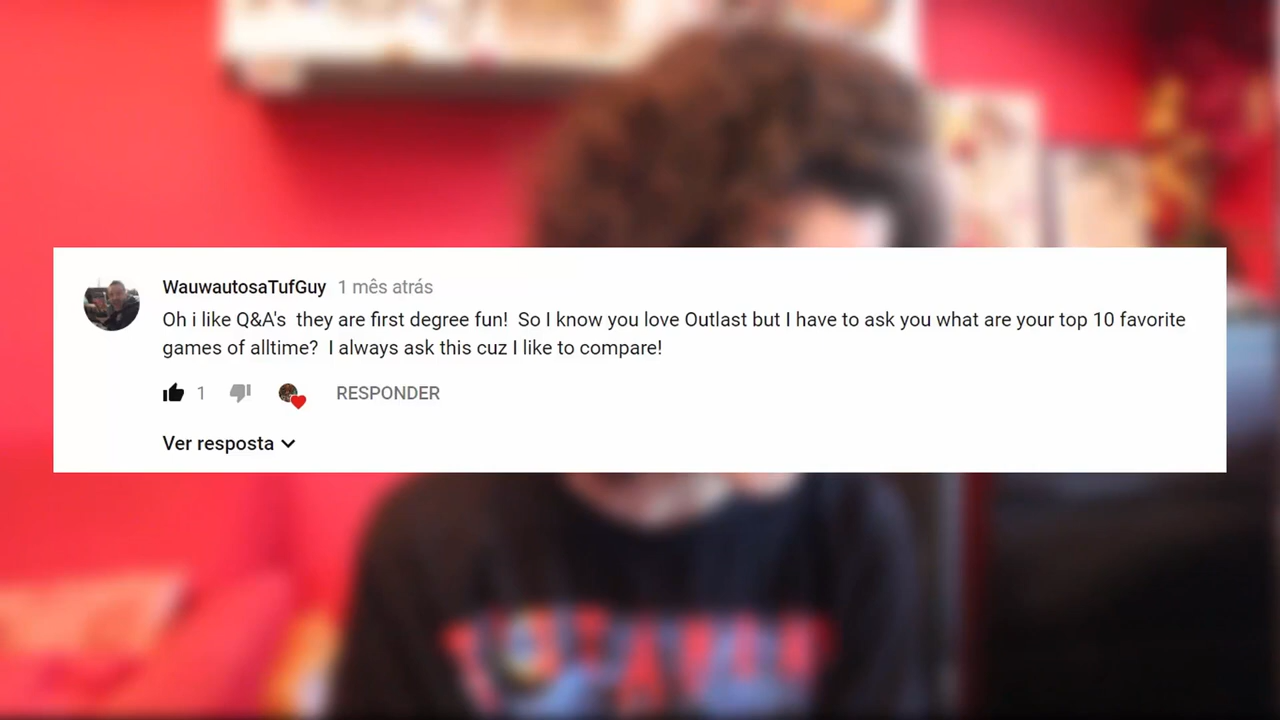 WauwautosaTufGuy 1 mês atrás
Oh i like Q&A's  they are first degree fun!  So I know you love Outlast but I have to ask you what are your top 10 favorite
games of alltime?  I always ask this cuz I like to compare!
1 RESPONDER
Ver resposta